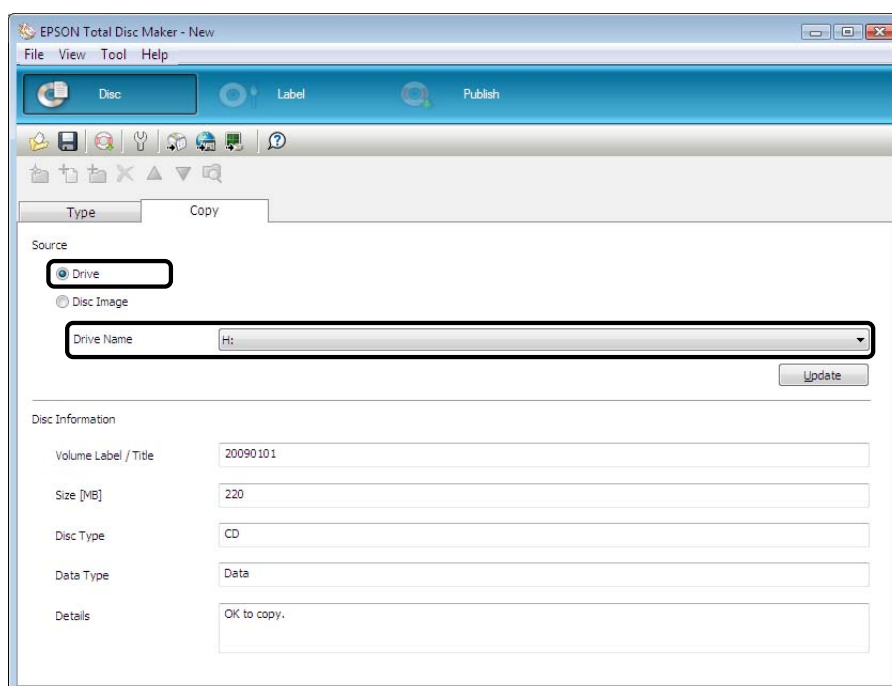 EPSON Total Disc Maker - New
File View Tool Help
Disc Label Publish
Type Copy
Source
Drive
Disc Image
Drive Name H:
Update
Disc Information
Volume Label / Title 20090101
Size [MB] 220
Disc Type CD
Data Type Data
Details OK to copy.